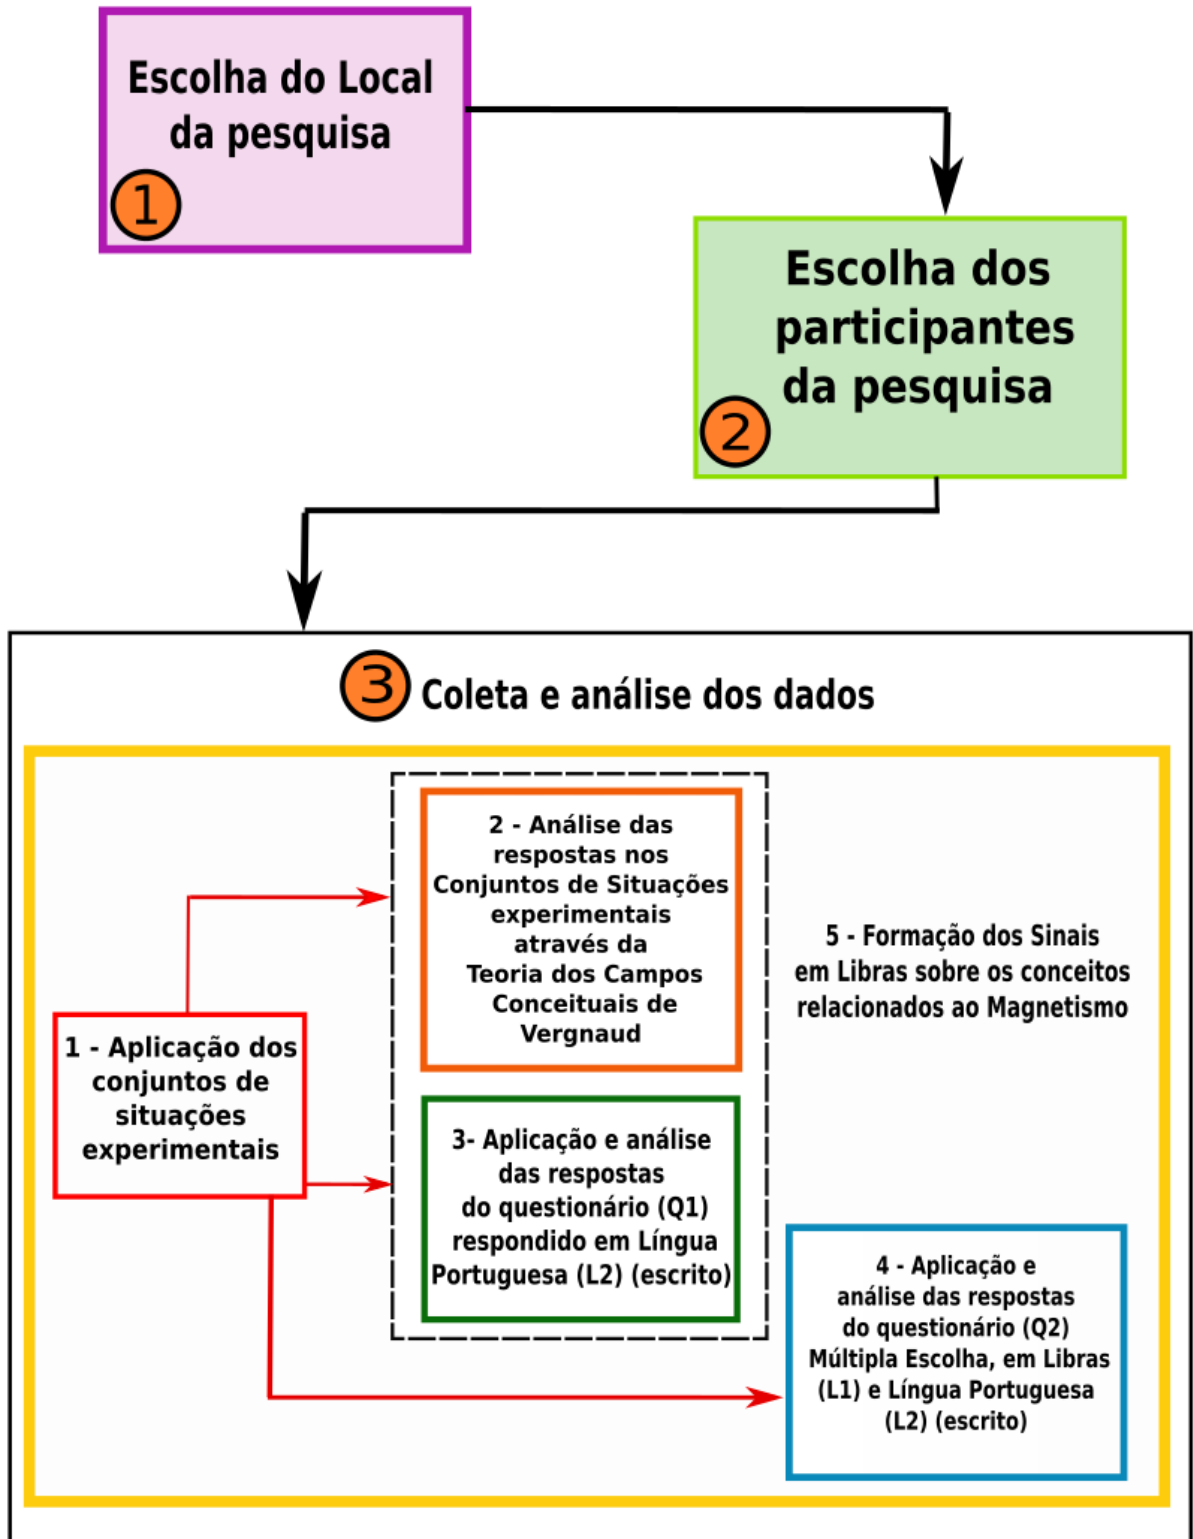 Escolha do Local
da pesquisa
1
Escolha dos
participantes
da pesquisa
2
3 Coleta e análise dos dados
2 - Análise das
respostas nos
Conjuntos de Situações
experimentais
através da
Teoria dos Campos
Conceituais de
Vergnaud
5 - Formação dos Sinais
em Libras sobre os conceitos
relacionados ao Magnetismo
1 - Aplicação dos
conjuntos de
situações
experimentais
3- Aplicação e análise
das respostas
do questionário (Q1)
respondido em Língua
Portuguesa (L2) (escrito)
4 - Aplicação e
análise das respostas
do questionário (Q2)
Múltipla Escolha, em Libras
(L1) e Língua Portuguesa
(L2) (escrito)